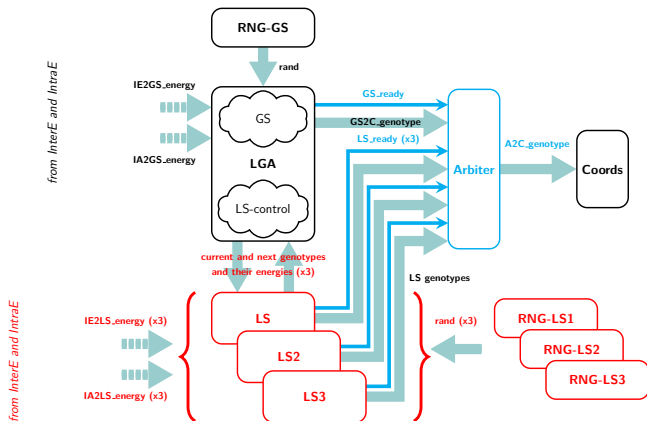 RNG-GS
rand
IE2GS_energy
GS_ready
GS
GS2C_genotype
LS_ready (x3)
A2C_genotype
IA2GS_energy
LGA
Arbiter
Coords
from InterE and IntraE
LS-control
current and next genotypes
and their energies (x3)
LS genotypes
IE2LS_energy (x3)
LS
LS2
LS3
rand (x3)
RNG-LS1
RNG-LS2
RNG-LS3
IA2LS_energy (x3)
from InterE and IntraE